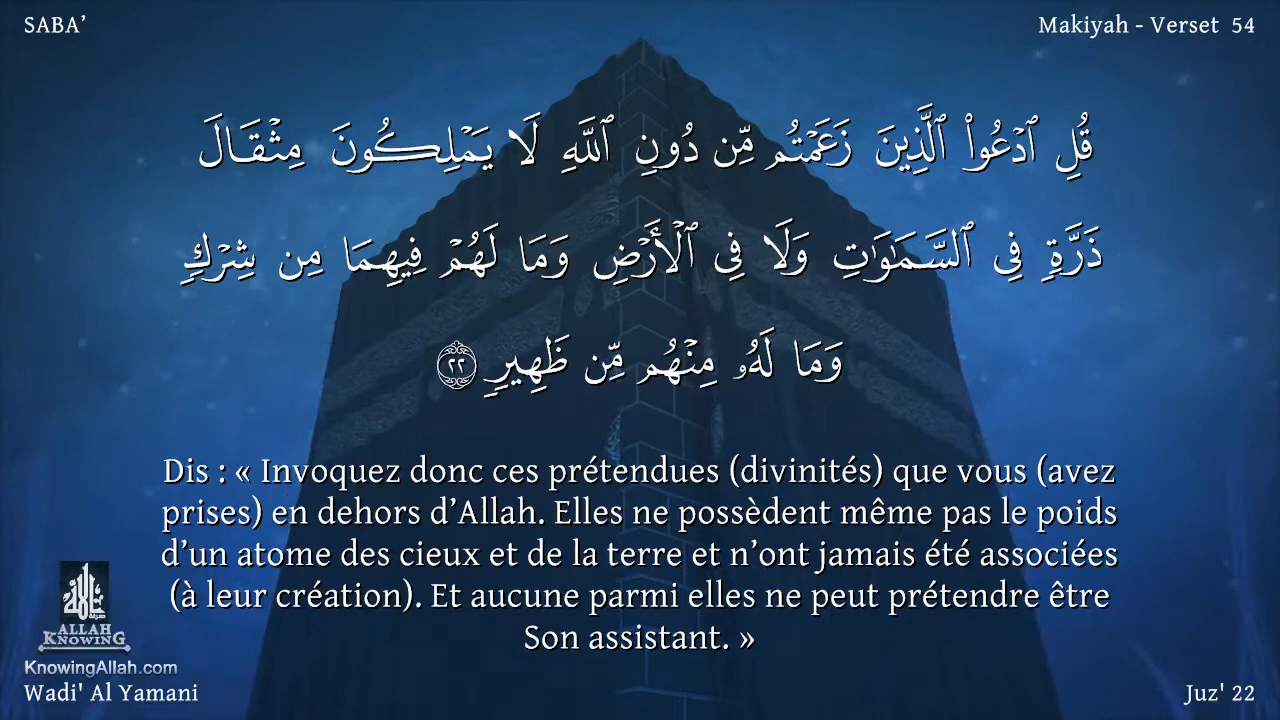 SABA’
Makiyah - Verset 54
قُلِ ٱدْعُوا۟ ٱلَّذِينَ زَعَمْتُم مِّن دُونِ ٱللَّهِ لَا يَمْلِكُونَ مِثْقَالَ
ذَرَّةٍ فِى ٱلسَّمَـٰوَٰتِ وَلَا فِى ٱلْأَرْضِ وَمَا لَهُمْ فِيهِمَا مِن شِرْكٍ
وَمَا لَهُۥ مِنْهُم مِّن ظَهِيرٍ ٢٢
Dis : « Invoquez donc ces prétendues (divinités) que vous (avez
prises) en dehors d’Allah. Elles ne possèdent même pas le poids
d’un atome des cieux et de la terre et n’ont jamais été associées
(à leur création). Et aucune parmi elles ne peut prétendre être
Son assistant. »
ALLAH
KNOWING
KnowingAllah.com
Wadi' Al Yamani
Juz' 22